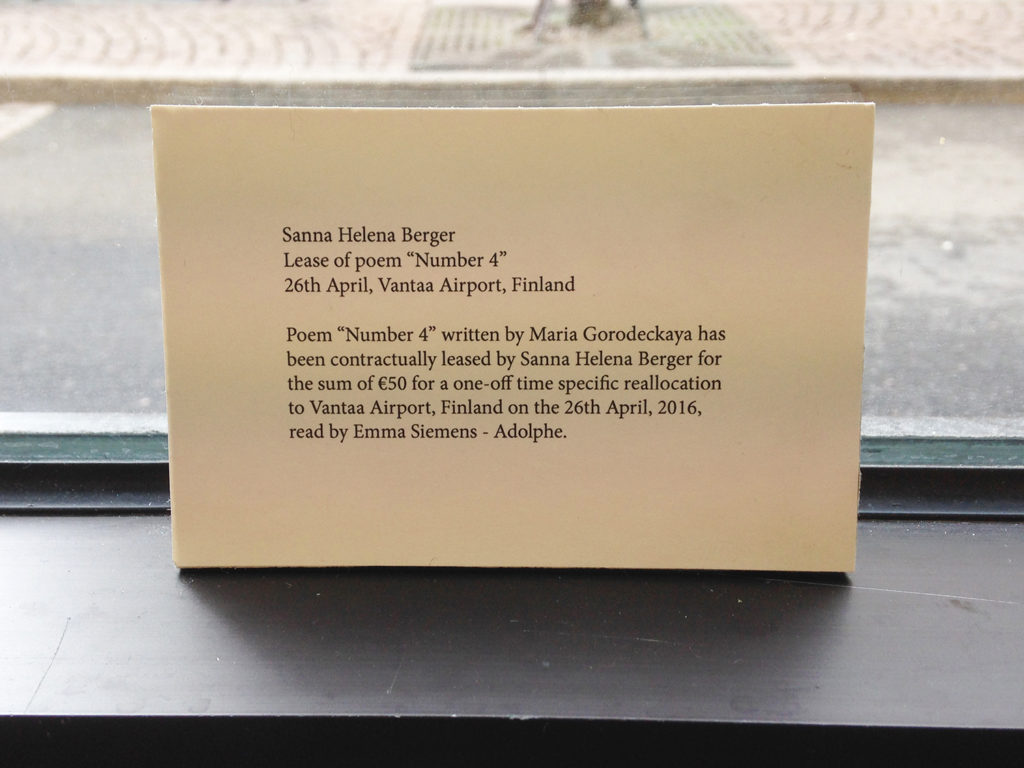 Sanna Helena Berger
Lease of poem “Number 4”
26th April, Vantaa Airport, Finland
Poem “Number 4” written by Maria Gorodeckaya has
been contractually leased by Sanna Helena Berger for
the sum of €50 for a one-off time specific reallocation
to Vantaa Airport, Finland on the 26th April, 2016,
read by Emma Siemens - Adolphe.